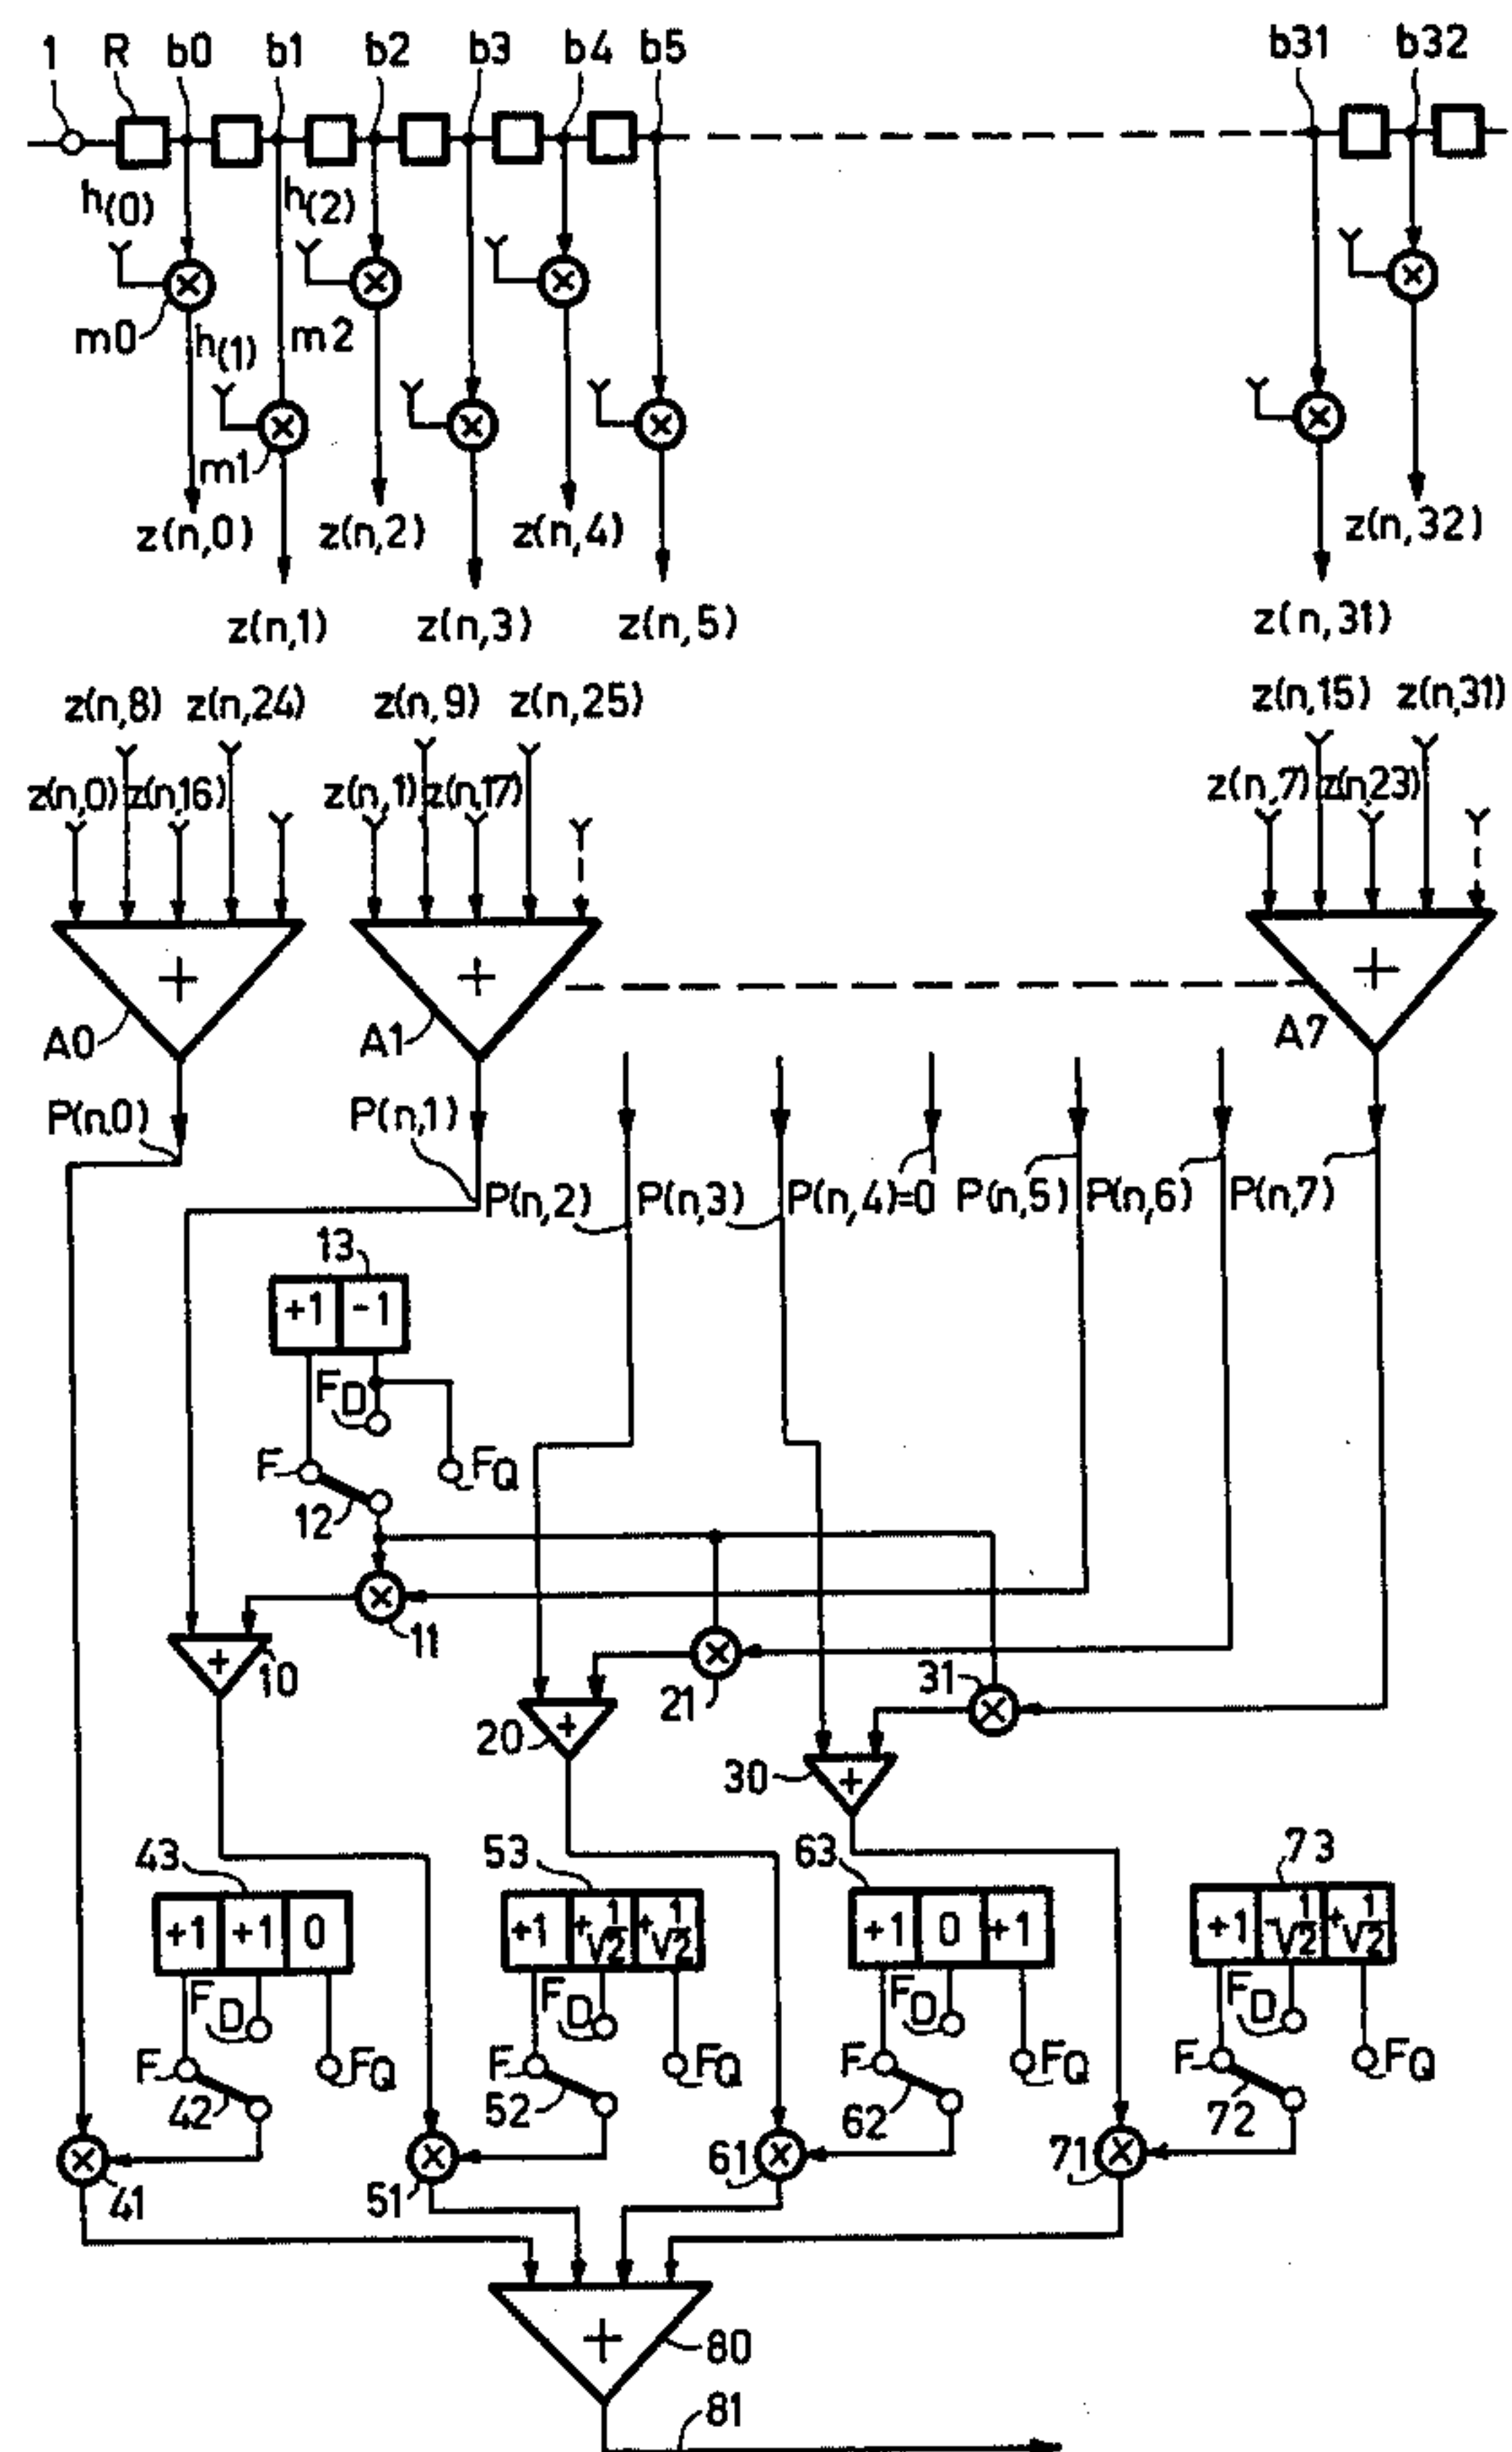 1 R b0 b1 b2 b3 b4 b5 b31 b32
h(0) h(2)
m0 h(1) m2
m1
z(n,0) z(n,2) z(n,4) z(n,32)
z(n,1) z(n,3) z(n,5) z(n,31)
z(n,8) z(n,24) z(n,9) z(n,25) z(n,15) z(n,31)
z(n,0) z(n,16) z(n,1) z(n,17) z(n,7) z(n,23)
+ + +
A0 A1 A7
P(n,0) P(n,1)
P(n,2) P(n,3) P(n,4)=0 P(n,5) P(n,6) P(n,7)
13
+1 -1
FD
F FQ
12
11
+ 10 21 31
20 +
30 +
43 53 63 73
+1 +1 0 +1 +1/√2 +1/√2 +1 0 +1 +1 -1/√2 +1/√2
FD FD FD FD
F FQ F FQ F FQ F FQ
42 52 62 72
41 51 61 71
+ 80
81